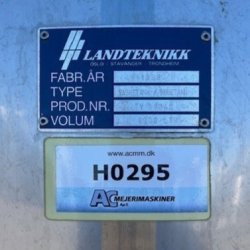 LANDTEKNIKK
OSLO - STAVANGER - TRONDHEIM
FABR.ÅR
TYPE
PROD.NR.
VOLUM
www.acmm.dk
H0295
AC MEJERIMASKINER
ApS